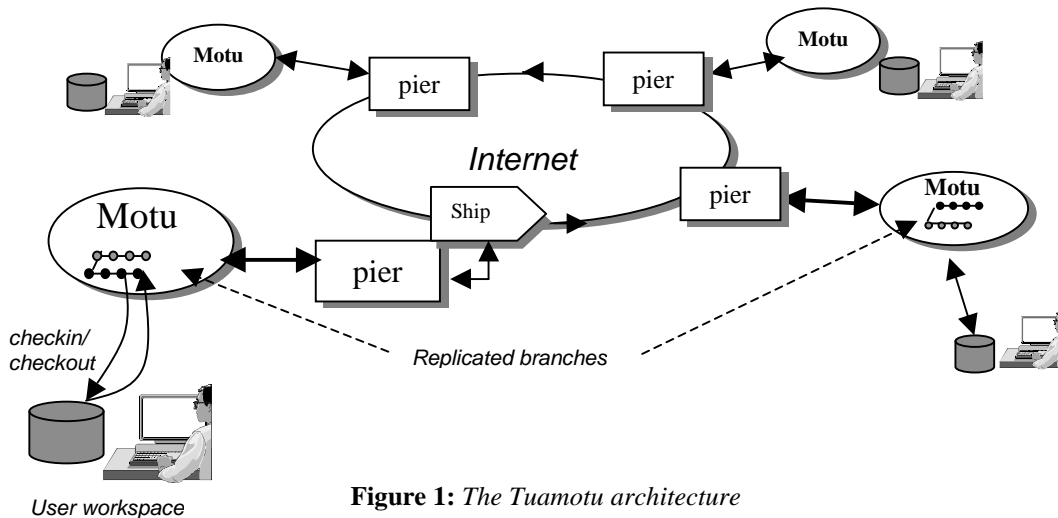 Motu
pier
pier
Motu
Internet
pier
Motu
Motu
Ship
pier
checkin/
checkout
Replicated branches
User workspace
Figure 1: The Tuamotu architecture